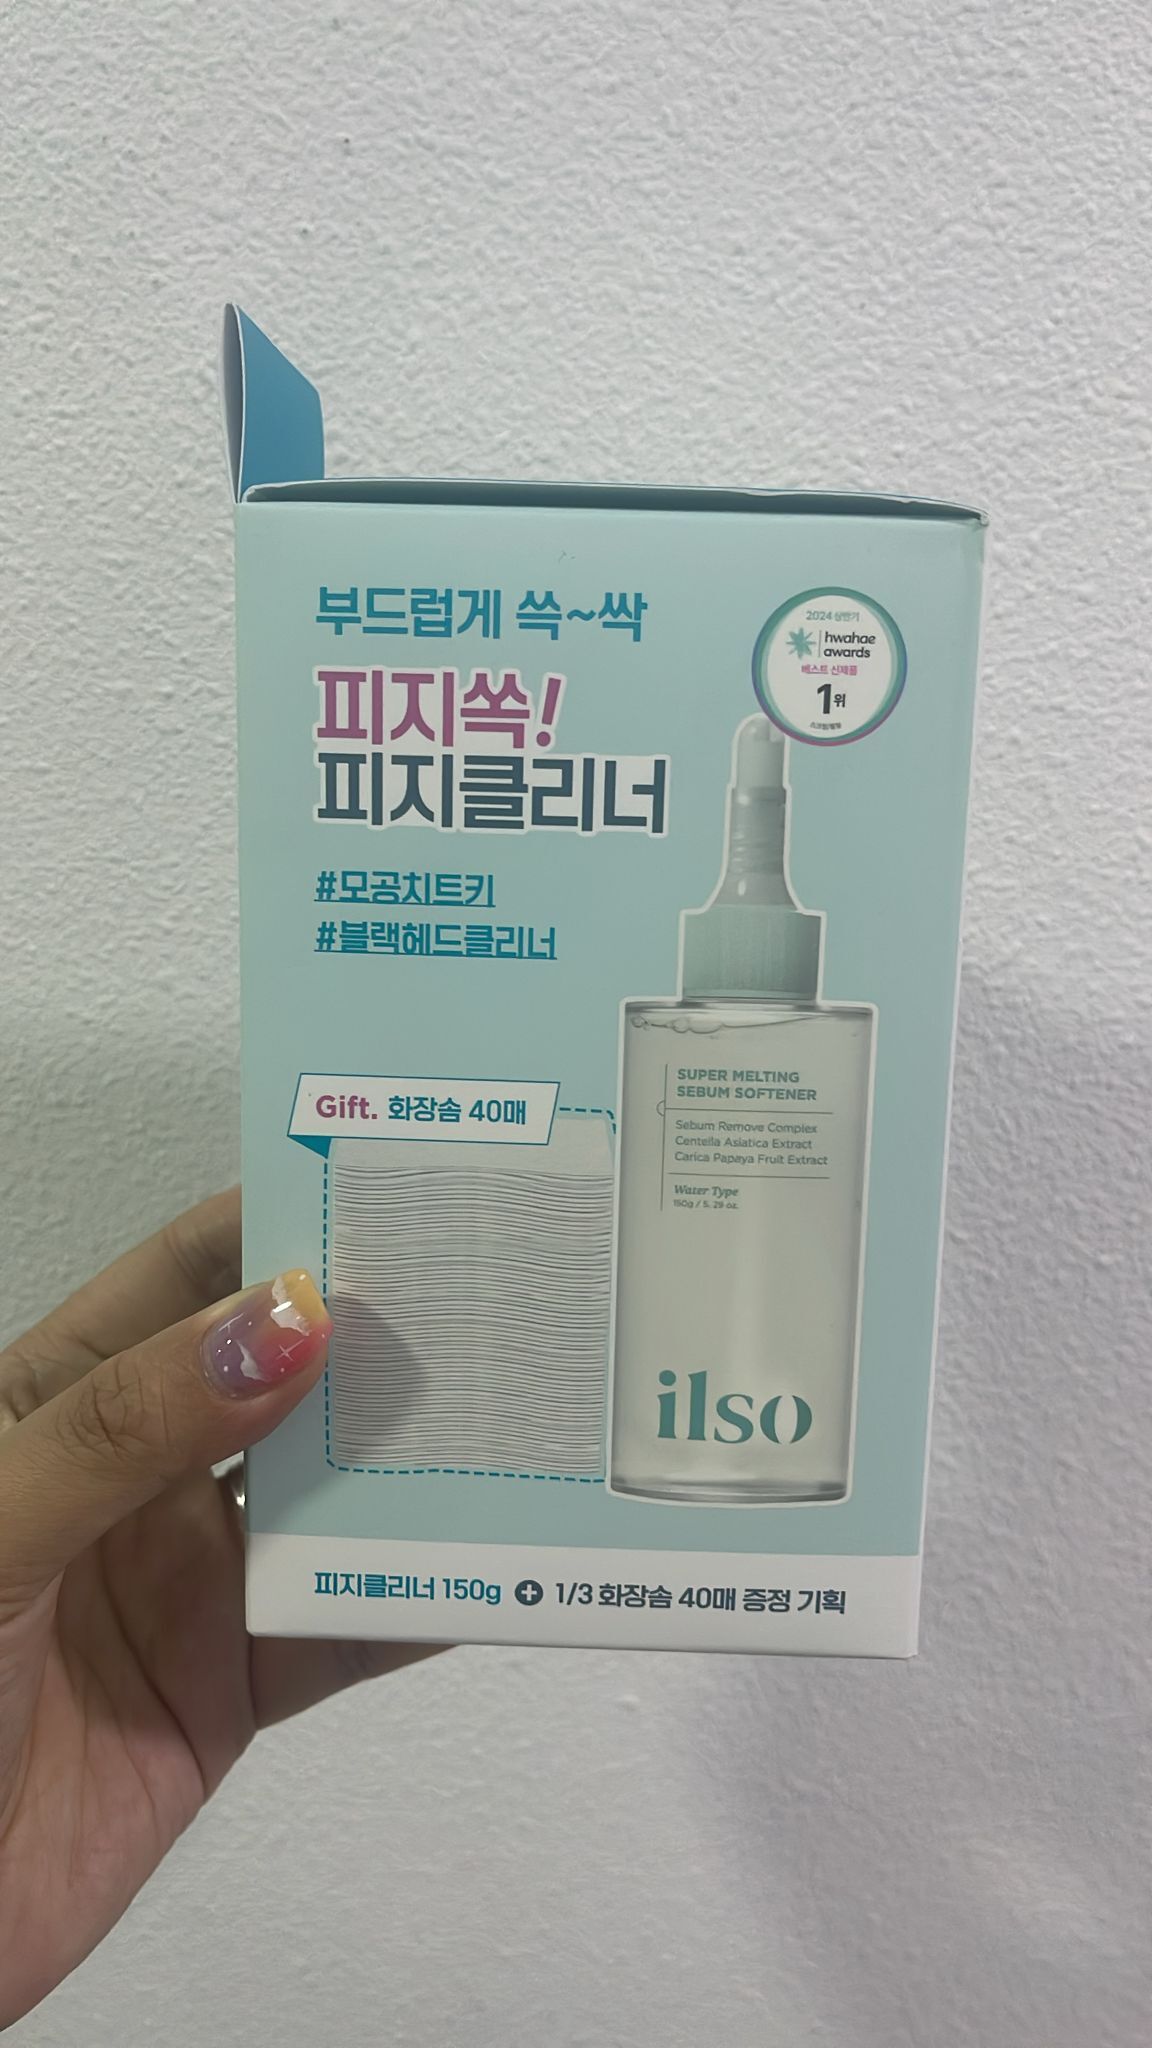 부드럽게 쓱~싹
피지쏙!
피지클리너
#모공치트키
#블랙헤드클리너
2024 상반기
hwahae
awards
베스트 신제품
1위
Gift. 화장솜 40매
SUPER MELTING
SEBUM SOFTENER
Sebum Remove Complex
Centella Asiatica Extract
Carica Papaya Fruit Extract
Water Type
150g / 5. 29 oz.
ilso
피지클리너 150g + 1/3 화장솜 40매 증정 기획